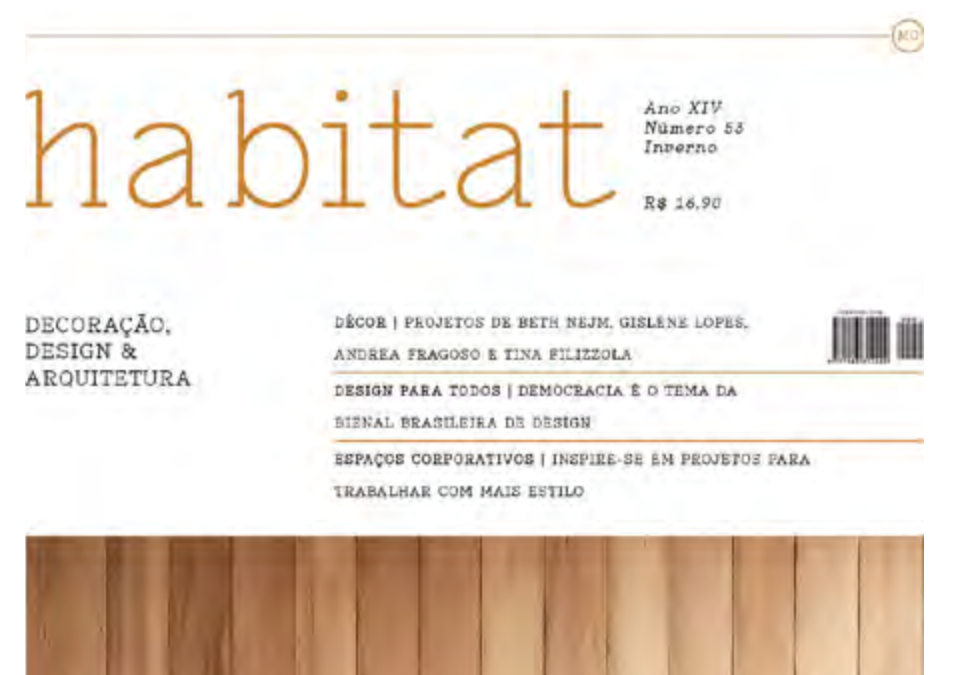 habitat
Ano XIV
Número 53
Inverno
R$ 16,90
DECORAÇÃO,
DESIGN &
ARQUITETURA
DÉCOR | PROJETOS DE BETH NEJM, GISLENE LOPES,
ANDREA FRAGOSO E TINA FILIZZOLA
DESIGN PARA TODOS | DEMOCRACIA É O TEMA DA
BIENAL BRASILEIRA DE DESIGN
ESPAÇOS CORPORATIVOS | INSPIRE-SE EM PROJETOS PARA
TRABALHAR COM MAIS ESTILO